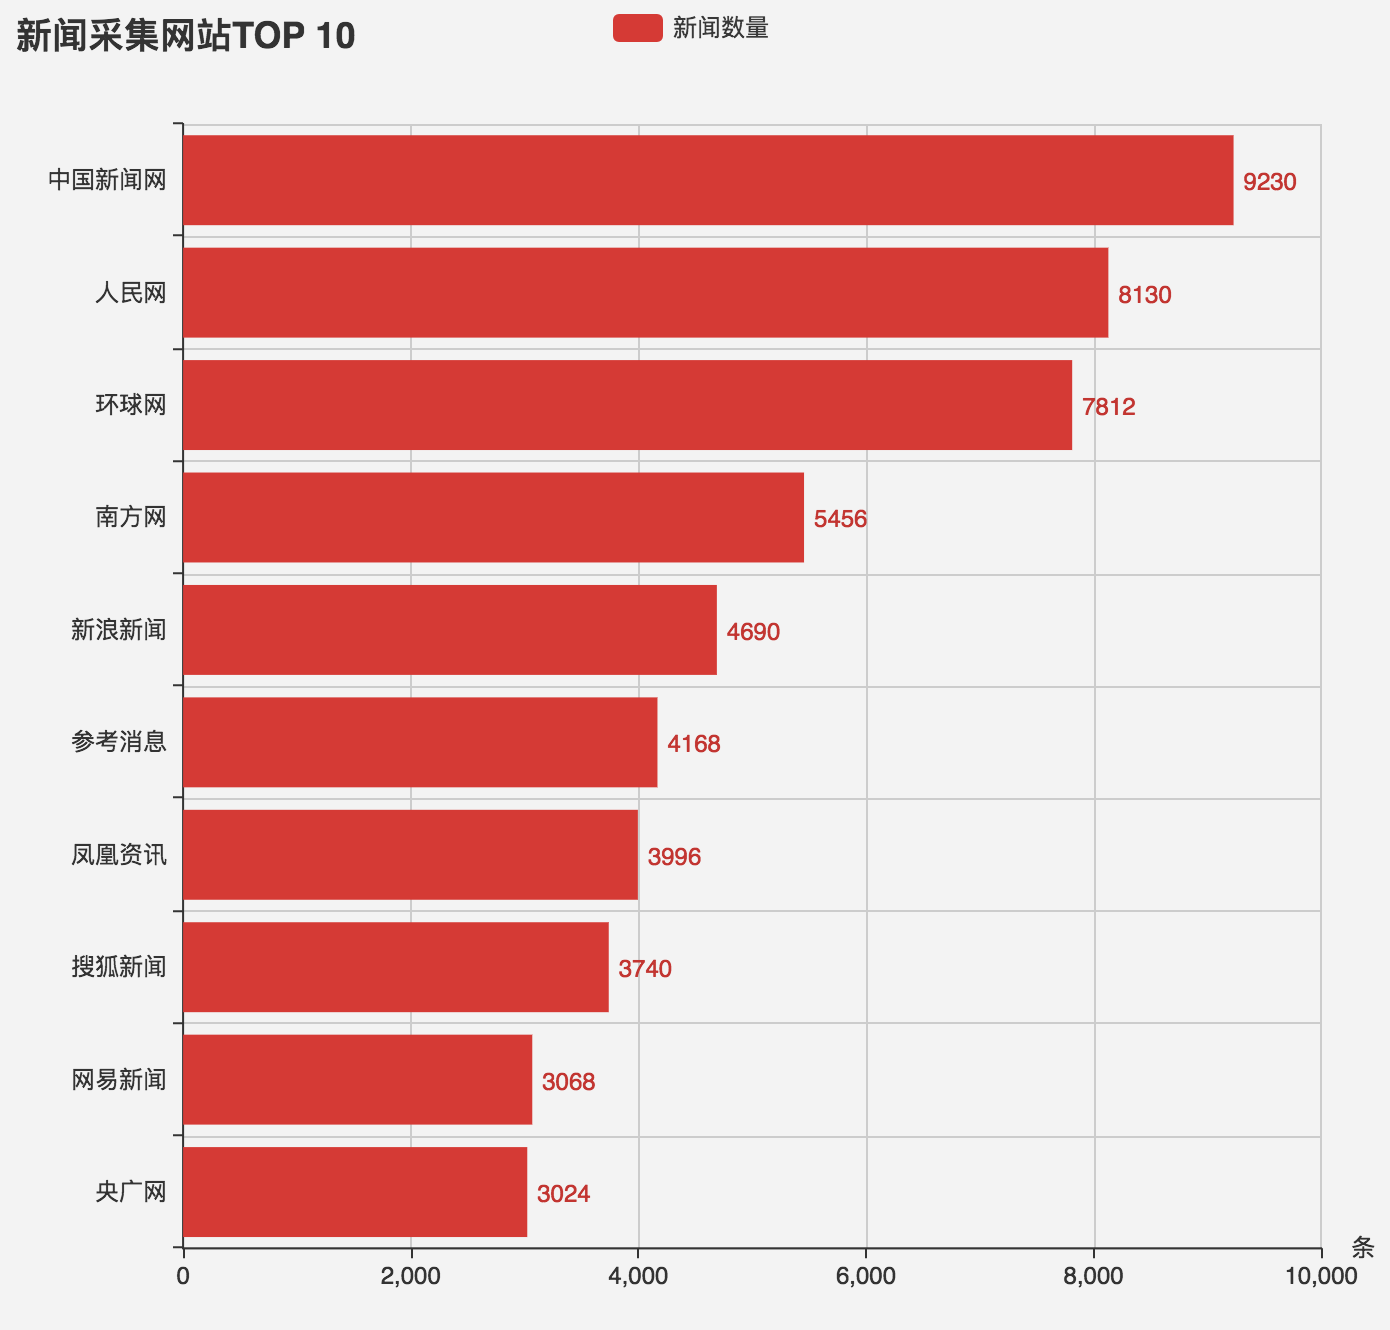 新闻采集网站TOP 10
新闻数量
中国新闻网 9230
人民网 8130
环球网 7812
南方网 5456
新浪新闻 4690
参考消息 4168
凤凰资讯 3996
搜狐新闻 3740
网易新闻 3068
央广网 3024
条
0 2,000 4,000 6,000 8,000 10,000